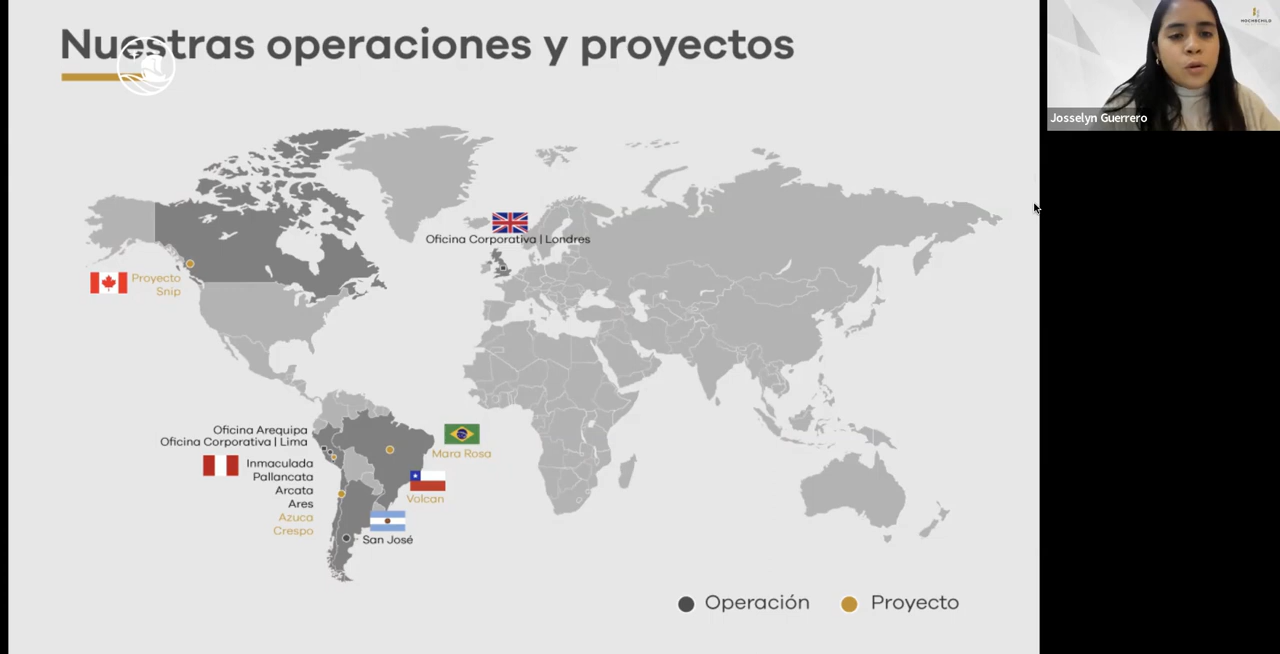 Nuestras operaciones y proyectos
HOCHSCHILD
Josselyn Guerrero
Oficina Corporativa | Londres
Proyecto
Snip
Oficina Arequipa
Oficina Corporativa | Lima
Inmaculada
Pallancata
Arcata
Ares
Azuca
Crespo
Mara Rosa
Volcan
San José
Operación
Proyecto